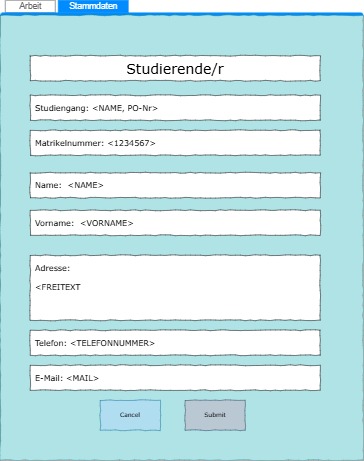 Arbeit
Stammdaten
Studierende/r
Studiengang: <NAME, PO-Nr>
Matrikelnummer: <1234567>
Name: <NAME>
Vorname: <VORNAME>
Adresse:
<FREITEXT
Telefon: <TELEFONNUMMER>
E-Mail: <MAIL>
Cancel
Submit